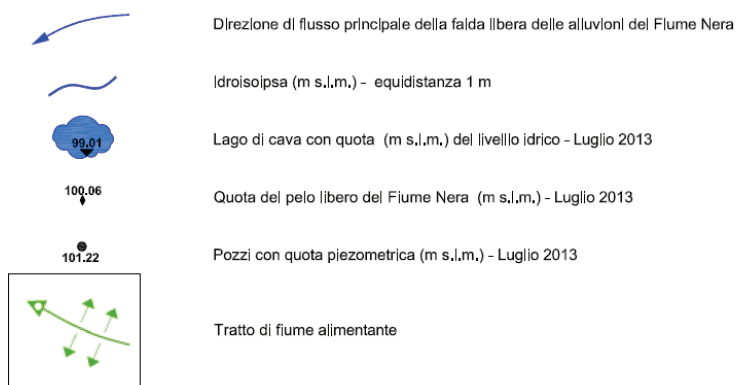 Direzione di flusso principale della falda libera delle alluvioni del Fiume Nera
Idroisoipsa (m s.l.m.) - equidistanza 1 m
99.01
Lago di cava con quota (m s.l.m.) del livelllo idrico - Luglio 2013
100.06
Quota del pelo libero del Fiume Nera (m s.l.m.) - Luglio 2013
101.22
Pozzi con quota piezometrica (m s.l.m.) - Luglio 2013
Tratto di fiume alimentante